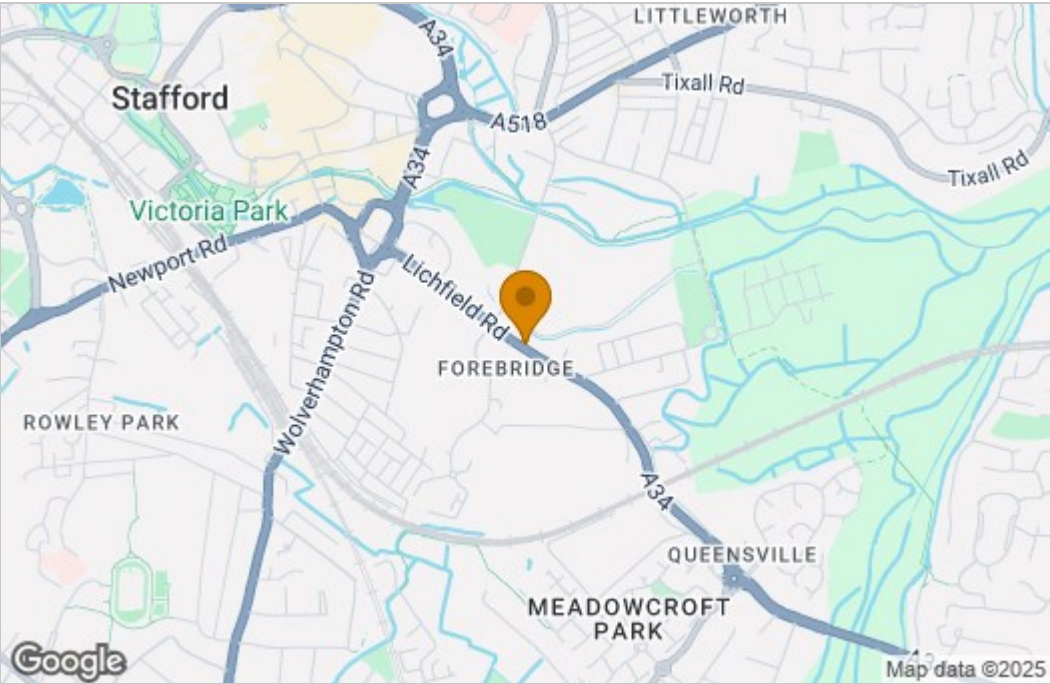 LITTLEWORTH
A34
Tixall Rd
Stafford
A518
A34
Tixall Rd
Victoria Park
Newport Rd
Lichfield Rd
Wolverhampton Rd
FOREBRIDGE
ROWLEY PARK
A34
QUEENSVILLE
MEADOWCROFT
PARK
Google
Map data ©2025